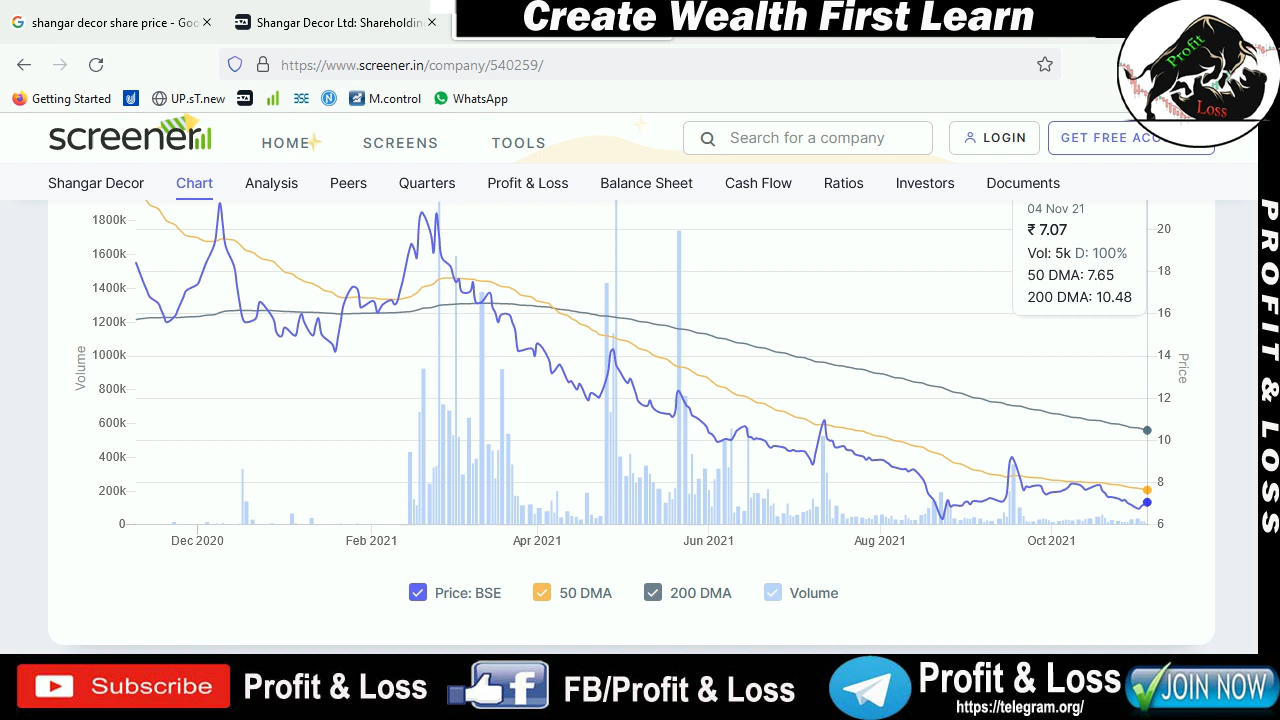 Create Wealth First Learn
shangar decor share price - Goo
Shangar Decor Ltd: Shareholdin
https://www.screener.in/company/540259/
Getting Started
UP.sT.new
M.control
WhatsApp
Profit
Loss
screener
HOME
SCREENS
TOOLS
Search for a company
LOGIN
GET FREE ACC
Shangar Decor
Chart
Analysis
Peers
Quarters
Profit & Loss
Balance Sheet
Cash Flow
Ratios
Investors
Documents
1800k
1600k
1400k
1200k
1000k
800k
600k
400k
200k
0
Volume
04 Nov 21
₹ 7.07
Vol: 5k D: 100%
50 DMA: 7.65
200 DMA: 10.48
20
18
16
14
12
10
8
6
Price
Dec 2020
Feb 2021
Apr 2021
Jun 2021
Aug 2021
Oct 2021
Price: BSE
50 DMA
200 DMA
Volume
PROFIT & LOSS
Subscribe
Profit & Loss
f
FB/Profit & Loss
Profit & Loss
https://telegram.org/
JOIN NOW